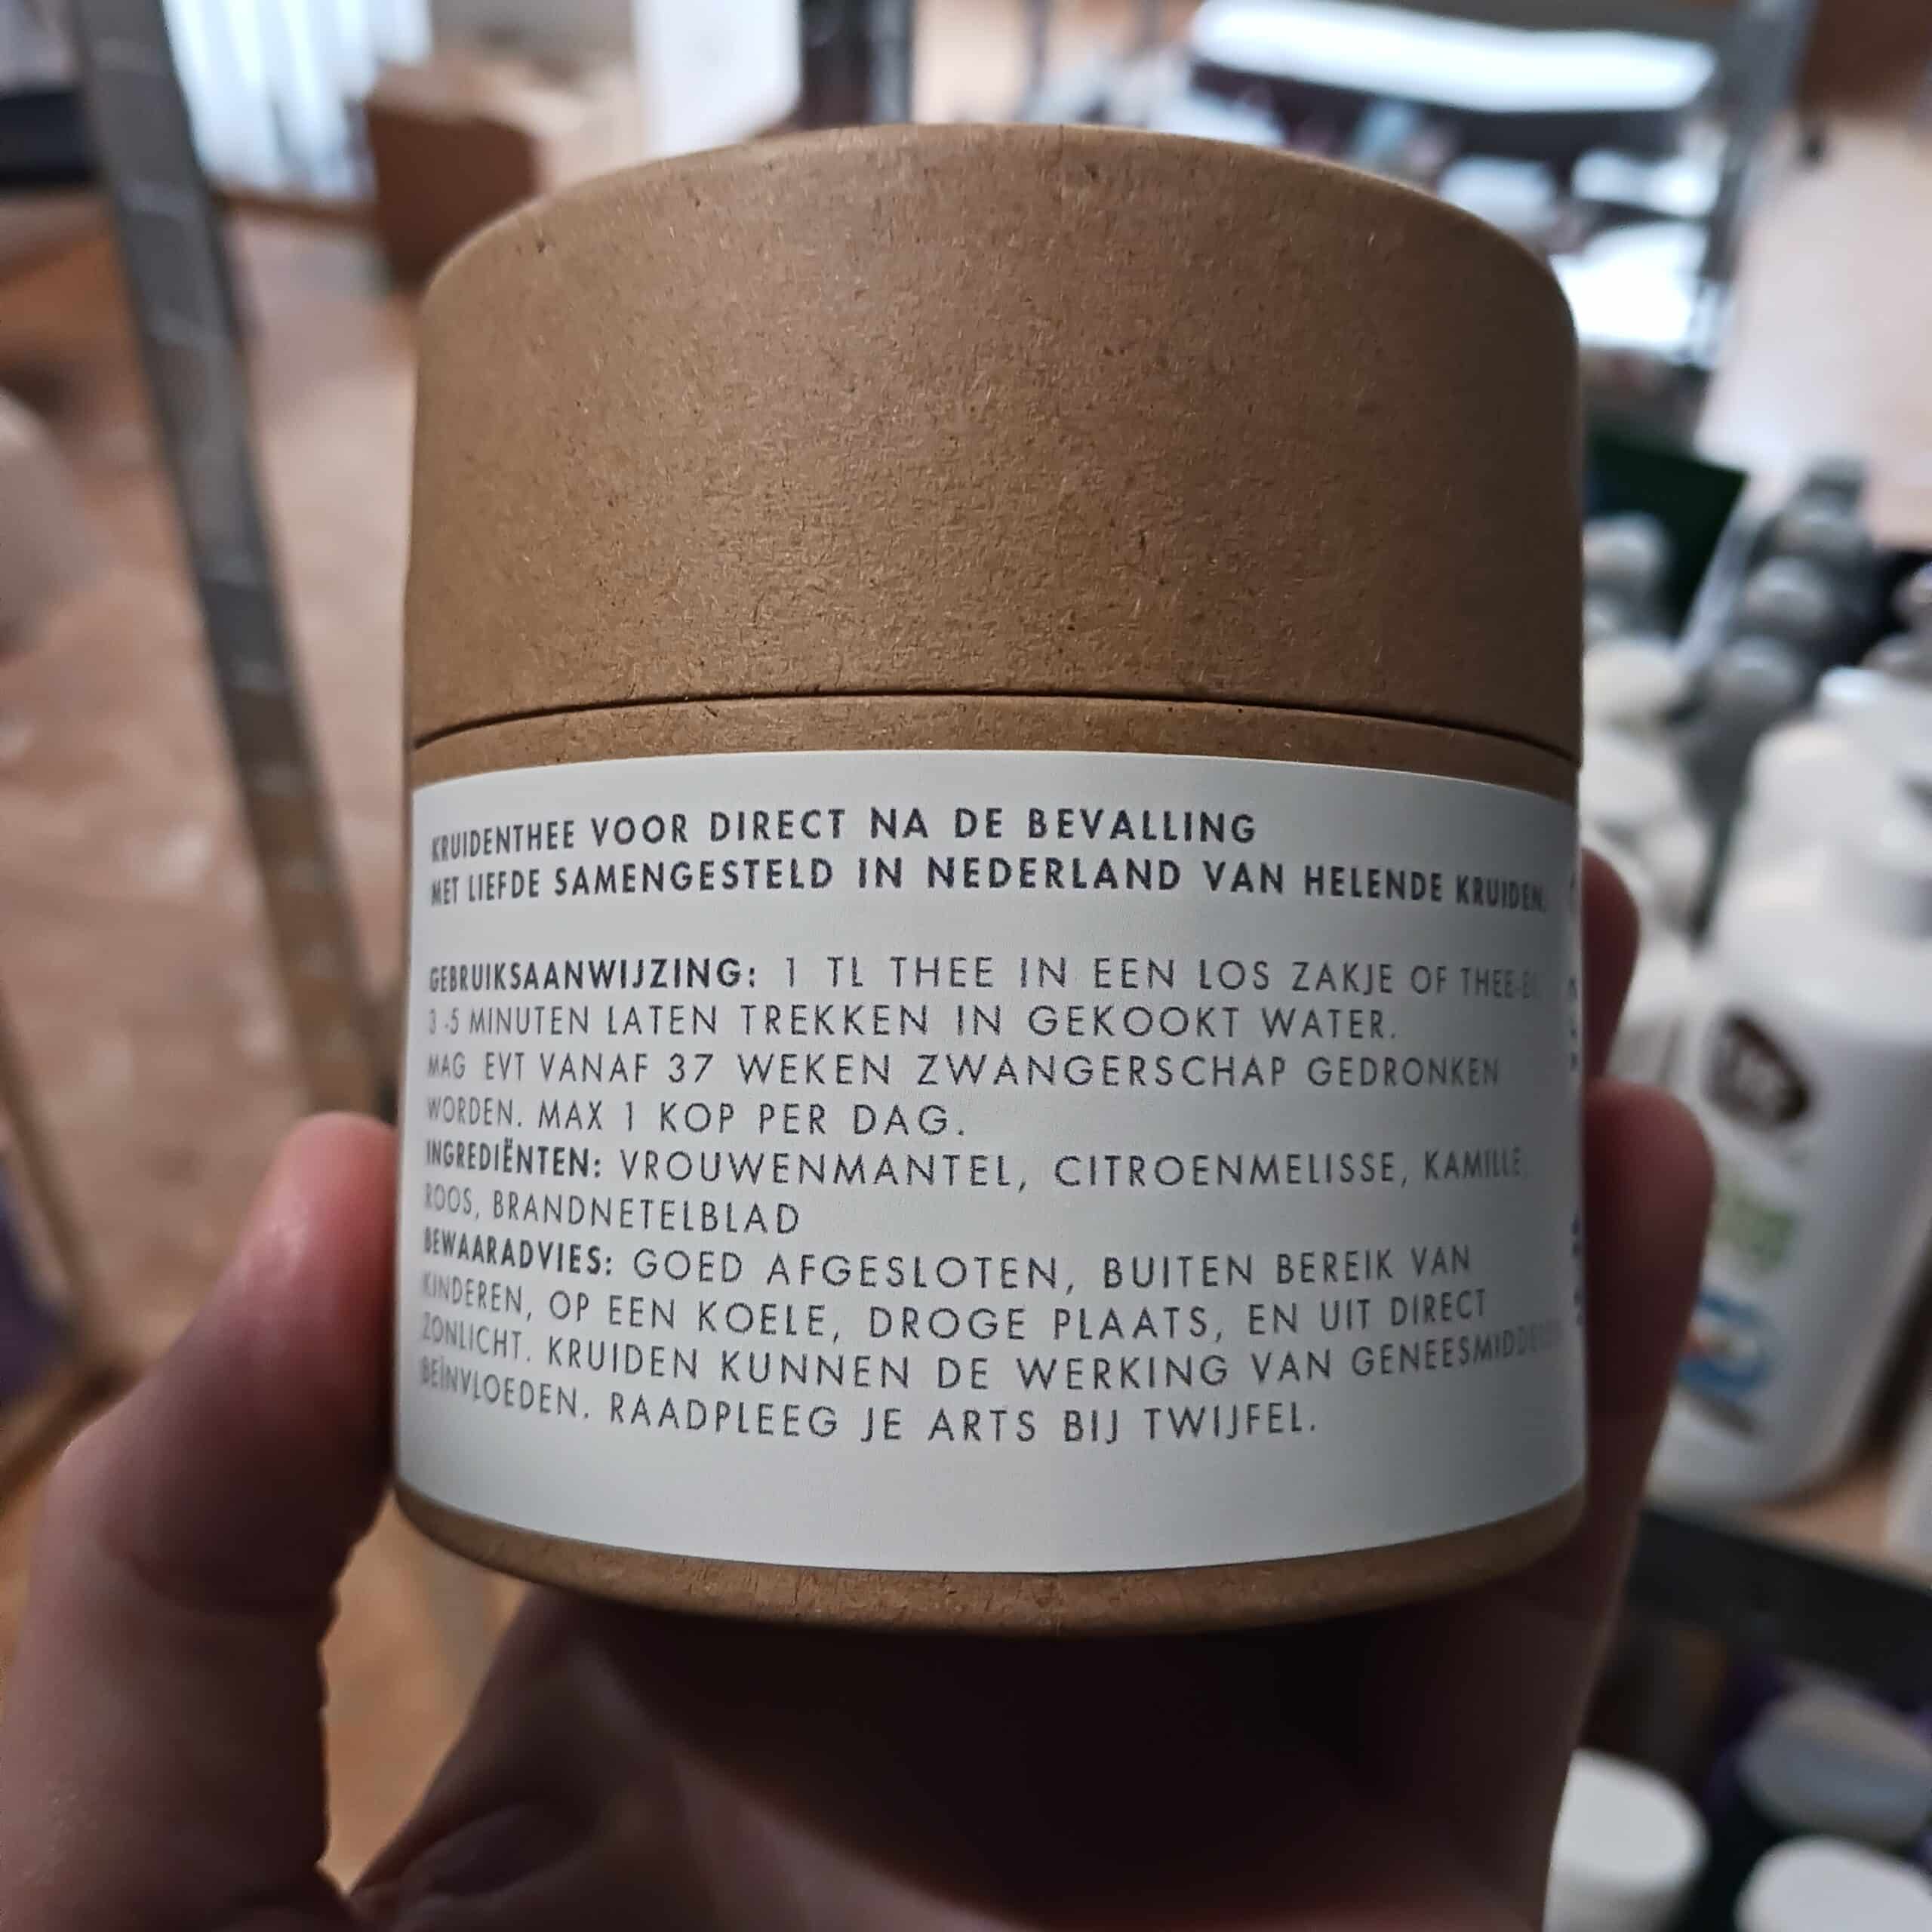 KRUIDENTHEE VOOR DIRECT NA DE BEVALLING
MET LIEFDE SAMENGESTELD IN NEDERLAND VAN HELENDE KRUIDEN.
GEBRUIKSAANWIJZING: 1 TL THEE IN EEN LOS ZAKJE OF
3-5 MINUTEN LATEN TREKKEN IN GEKOOKT WATER.
MAG EVT VANAF 37 WEKEN ZWANGERSCHAP GEDRONKEN
WORDEN. MAX 1 KOP PER DAG.
INGREDIËNTEN: VROUWENMANTEL, CITROENMELISSE, KAMILLE,
ROOS, BRANDNETELBLAD
BEWAARADVIES: GOED AFGESLOTEN, BUITEN BEREIK VAN
KINDEREN, OP EEN KOELE, DROGE PLAATS, EN UIT DIRECT
ZONLICHT. KRUIDEN KUNNEN DE WERKING VAN GENEESMIDDELEN
BEÏNVLOEDEN. RAADPLEEG JE ARTS BIJ TWIJFEL.